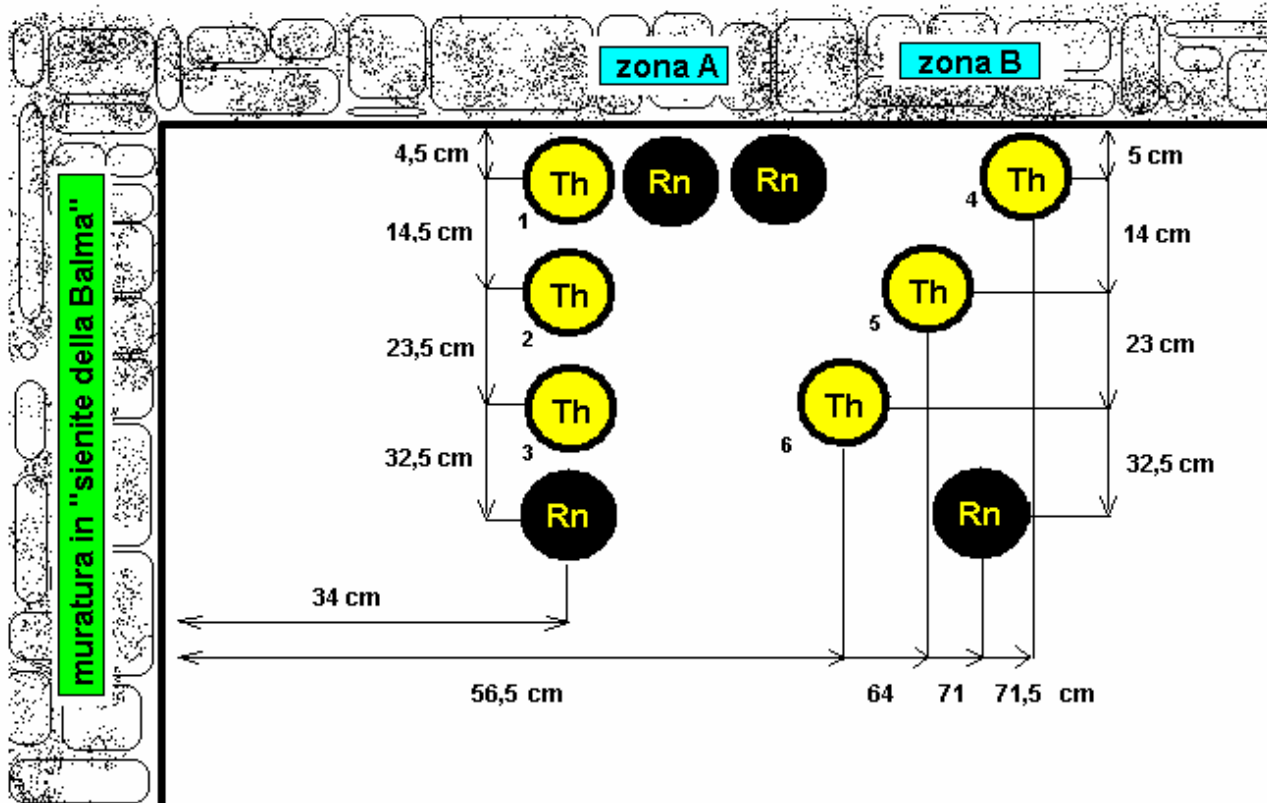 zona A
zona B
muratura in "sienite della Balma"
4,5 cm
14,5 cm
23,5 cm
32,5 cm
Th
1
Rn
Rn
Th
2
Th
3
Rn
Th
4
Th
5
Th
6
Rn
5 cm
14 cm
23 cm
32,5 cm
34 cm
56,5 cm
64
71
71,5 cm